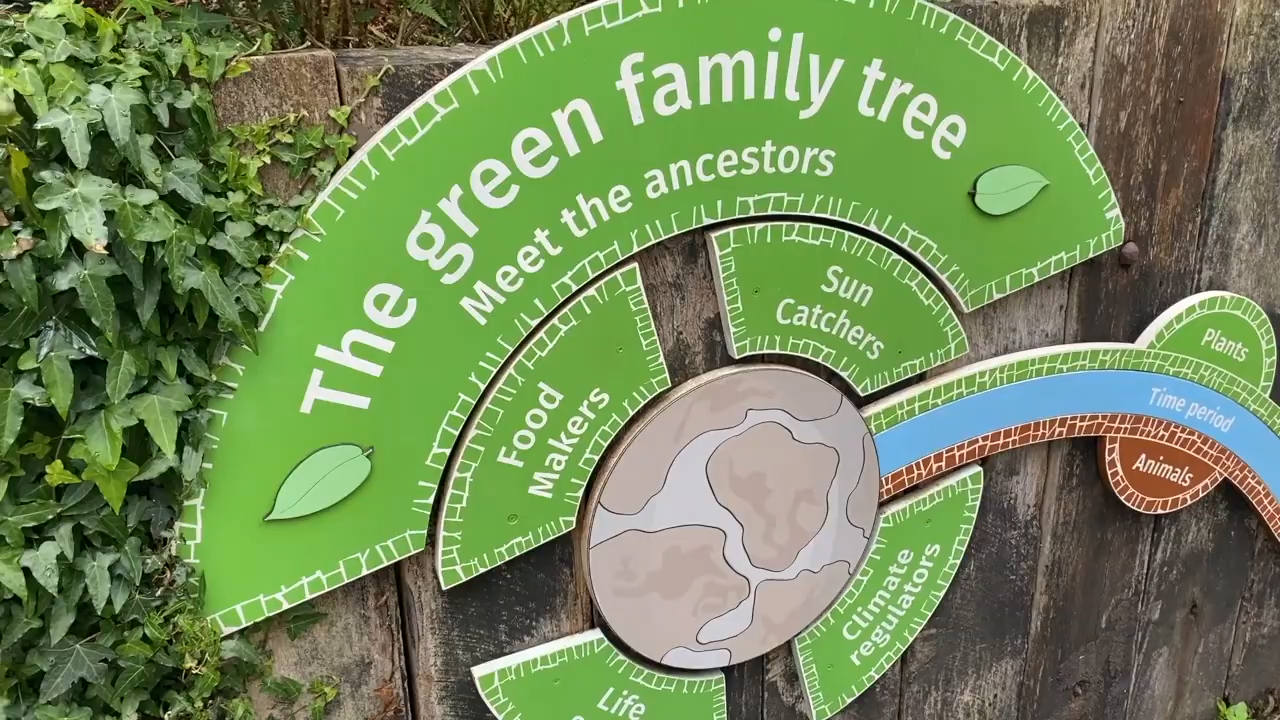 The green family tree
Meet the ancestors
Sun
Catchers
Food
Makers
Plants
Time period
Animals
Climate
regulators
Life